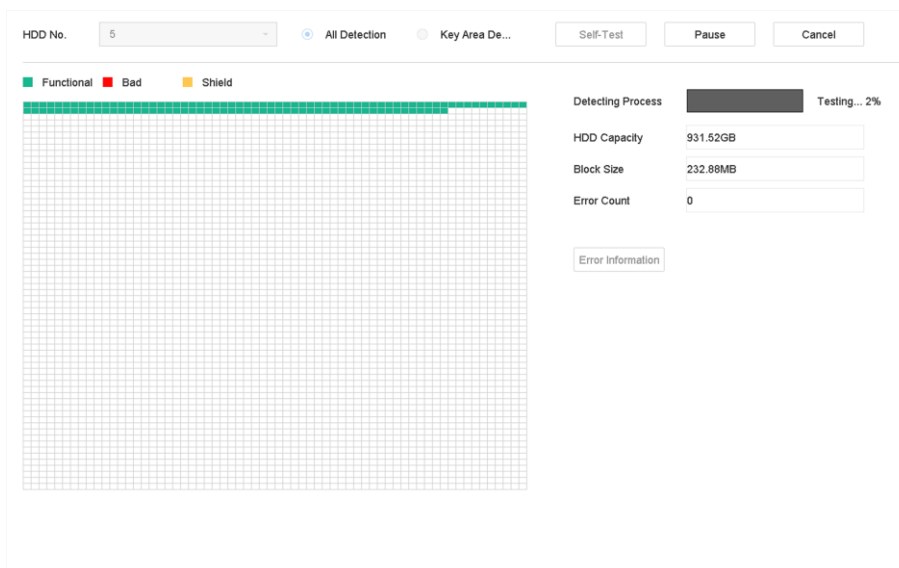 HDD No. 5 All Detection Key Area De... Self-Test Pause Cancel
Functional Bad Shield
Detecting Process Testing... 2%
HDD Capacity 931.52GB
Block Size 232.88MB
Error Count 0
Error Information